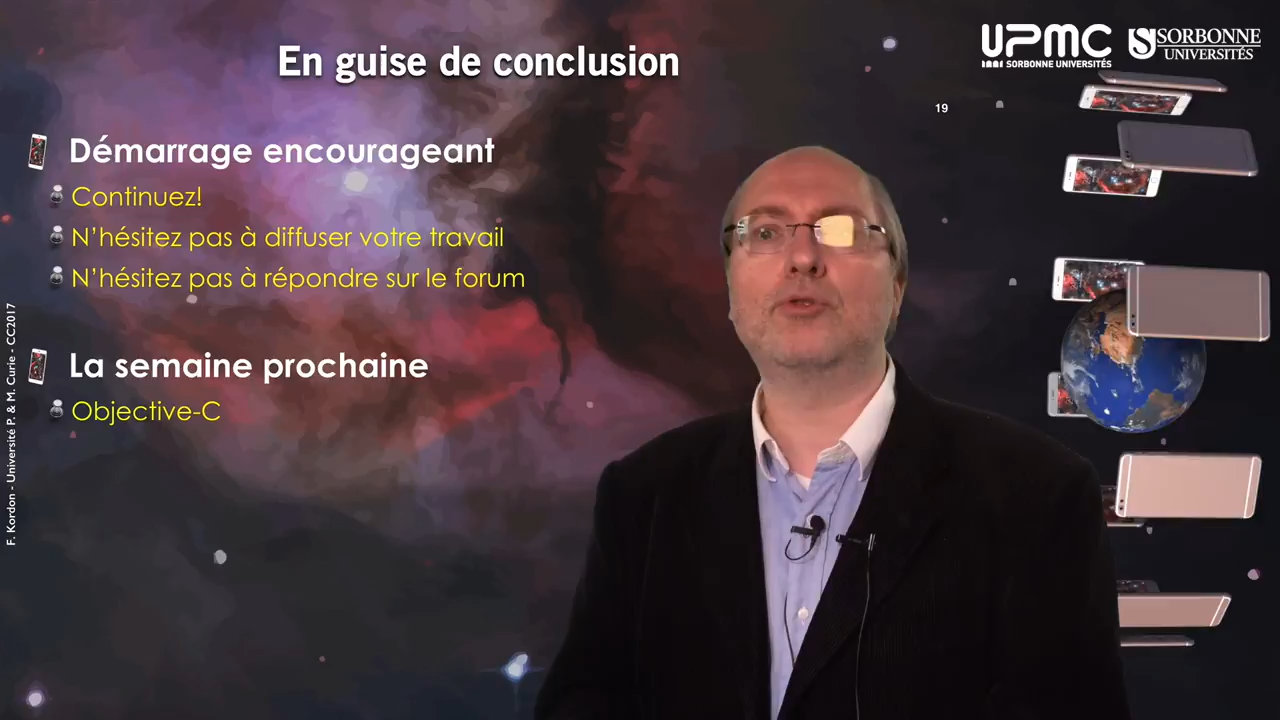 En guise de conclusion
UPMC
SORBONNE UNIVERSITÉS
SORBONNE
UNIVERSITÉS
19
Démarrage encourageant
Continuez!
N’hésitez pas à diffuser votre travail
N’hésitez pas à répondre sur le forum
La semaine prochaine
Objective-C
F. Kordon - Université P. & M. Curie - CC2017